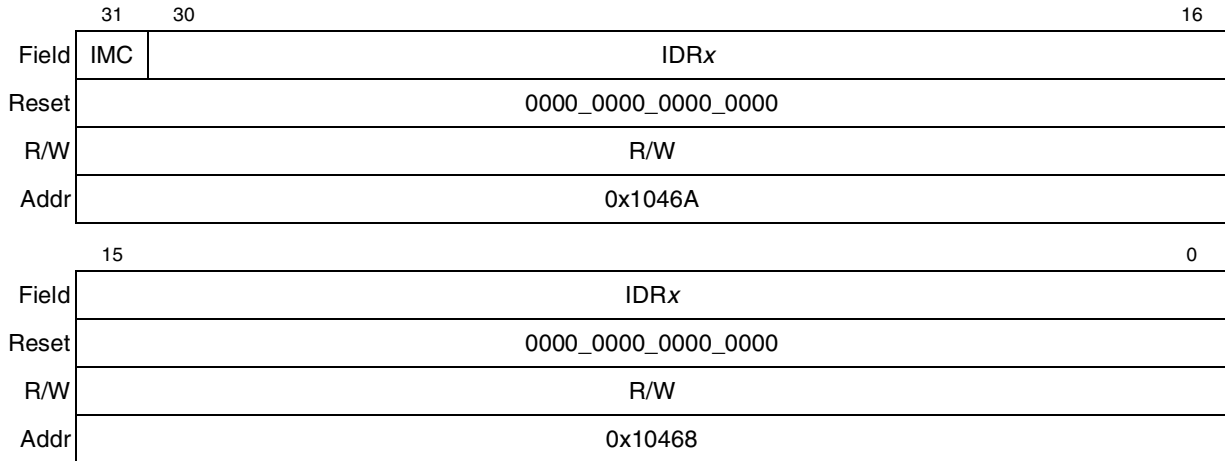 31 30 16
Field IMC IDRx
Reset 0000_0000_0000_0000
R/W R/W
Addr 0x1046A
15 0
Field IDRx
Reset 0000_0000_0000_0000
R/W R/W
Addr 0x10468